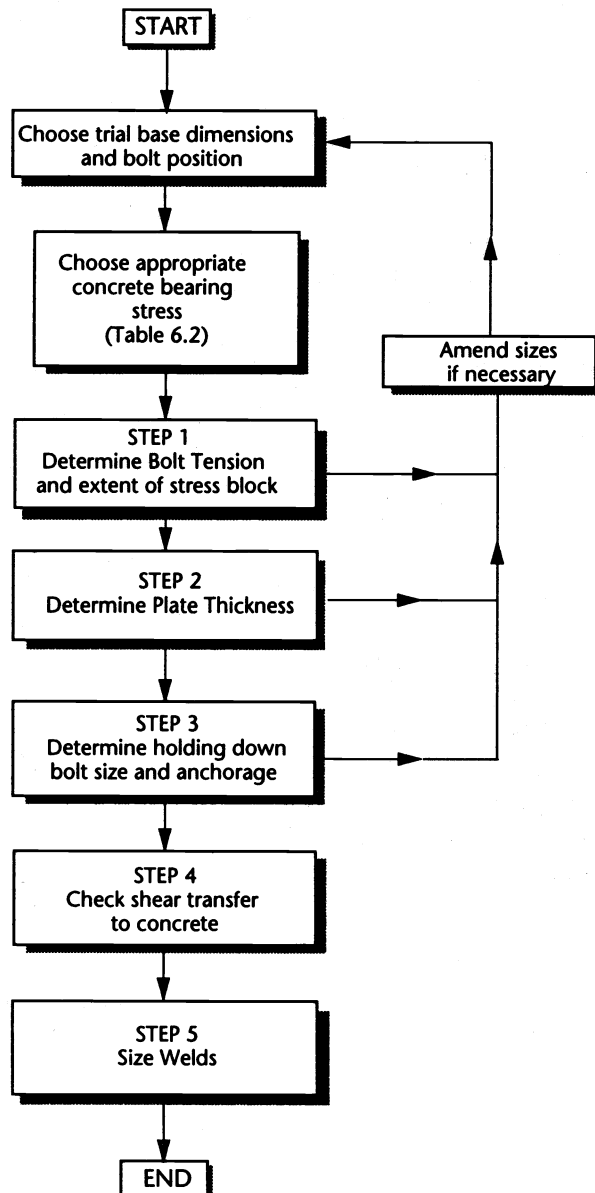 START
Choose trial base dimensions
and bolt position
Choose appropriate
concrete bearing
stress
(Table 6.2)
Amend sizes
if necessary
STEP 1
Determine Bolt Tension
and extent of stress block
STEP 2
Determine Plate Thickness
STEP 3
Determine holding down
bolt size and anchorage
STEP 4
Check shear transfer
to concrete
STEP 5
Size Welds
END